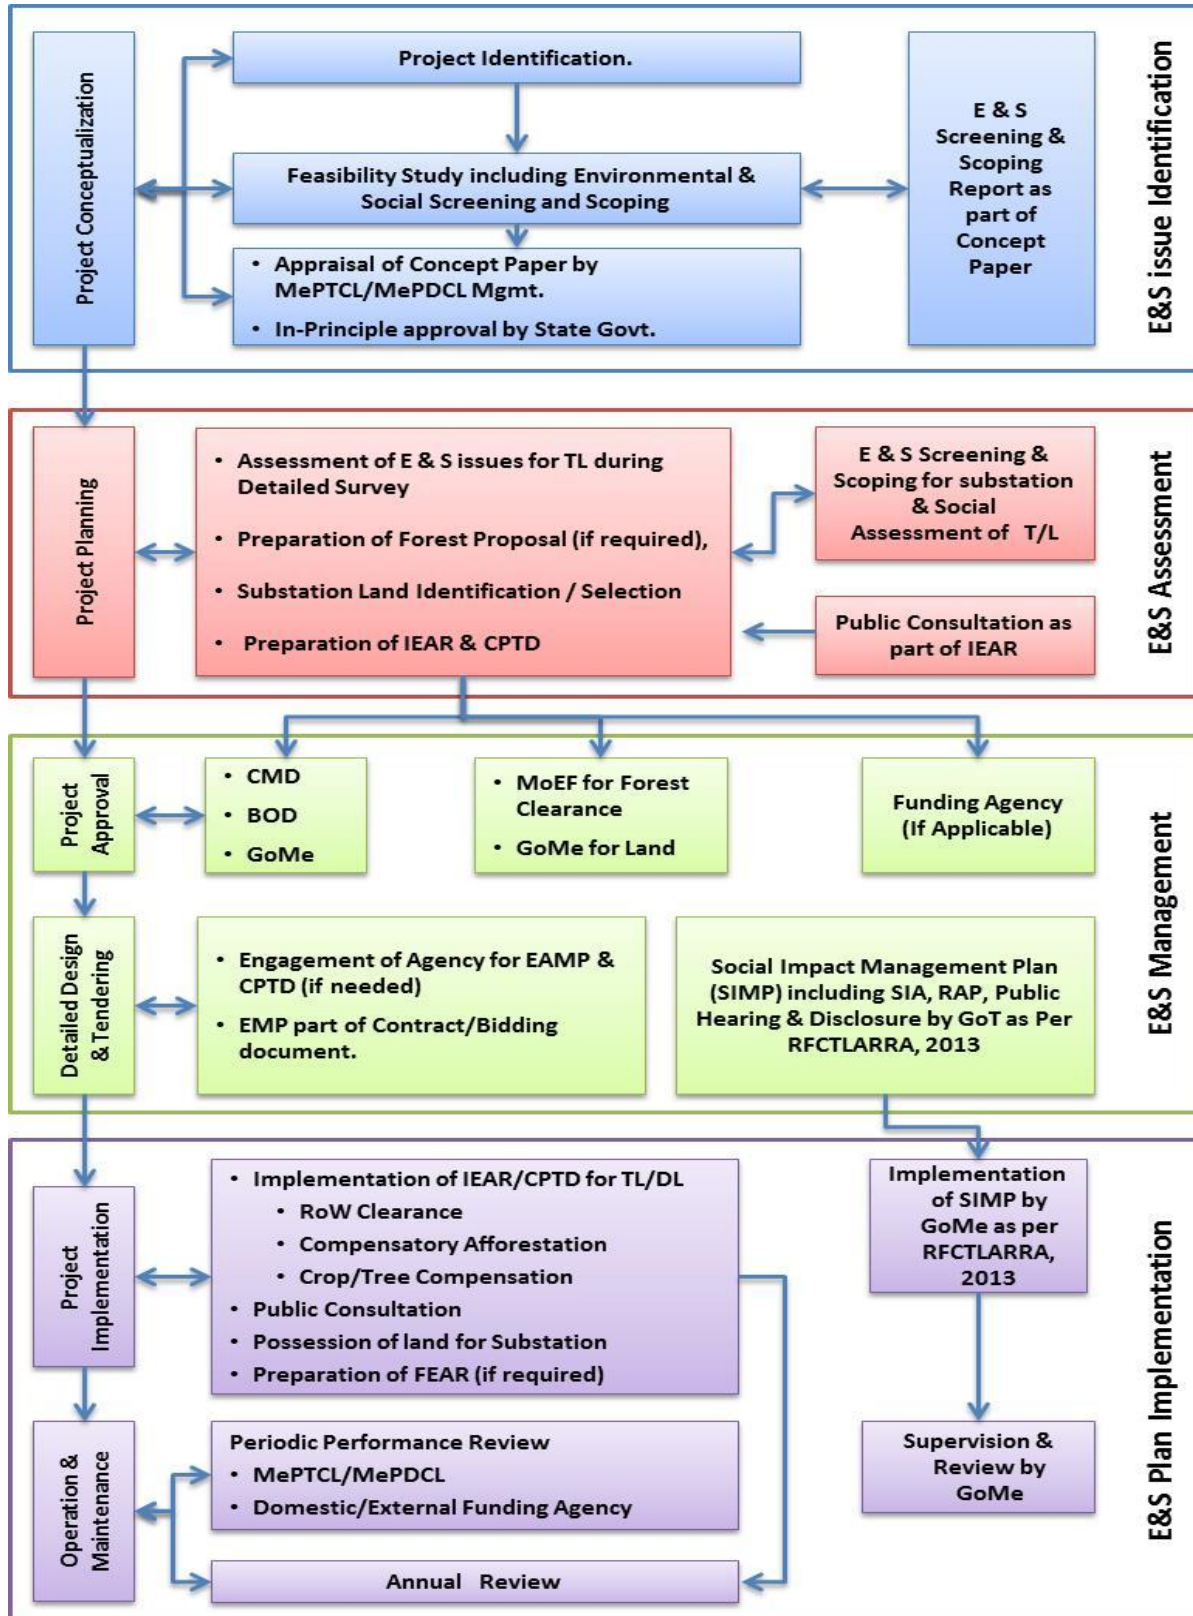 Project Conceptualization
Project Identification.
Feasibility Study including Environmental &
Social Screening and Scoping
• Appraisal of Concept Paper by
MePTCL/MePDCL Mgmt.
• In-Principle approval by State Govt.
E & S
Screening &
Scoping
Report as
part of
Concept
Paper
E&S issue Identification
Project Planning
• Assessment of E & S issues for TL during
Detailed Survey
• Preparation of Forest Proposal (if required),
• Substation Land Identification / Selection
• Preparation of IEAR & CPTD
E & S Screening &
Scoping for substation
& Social
Assessment of T/L
Public Consultation as
part of IEAR
E&S Assessment
Project
Approval
• CMD
• BOD
• GoMe
• MoEF for Forest
Clearance
• GoMe for Land
Funding Agency
(If Applicable)
Detailed Design
& Tendering
• Engagement of Agency for EAMP &
CPTD (if needed)
• EMP part of Contract/Bidding
document.
Social Impact Management Plan
(SIMP) including SIA, RAP, Public
Hearing & Disclosure by GoT as Per
RFCTLARRA, 2013
E&S Management
Project
Implementation
• Implementation of IEAR/CPTD for TL/DL
• RoW Clearance
• Compensatory Afforestation
• Crop/Tree Compensation
• Public Consultation
• Possession of land for Substation
• Preparation of FEAR (if required)
Implementation
of SIMP by
GoMe as per
RFCTLARRA,
2013
Operation &
Maintenance
Periodic Performance Review
• MePTCL/MePDCL
• Domestic/External Funding Agency
Annual Review
Supervision &
Review by
GoMe
E&S Plan Implementation